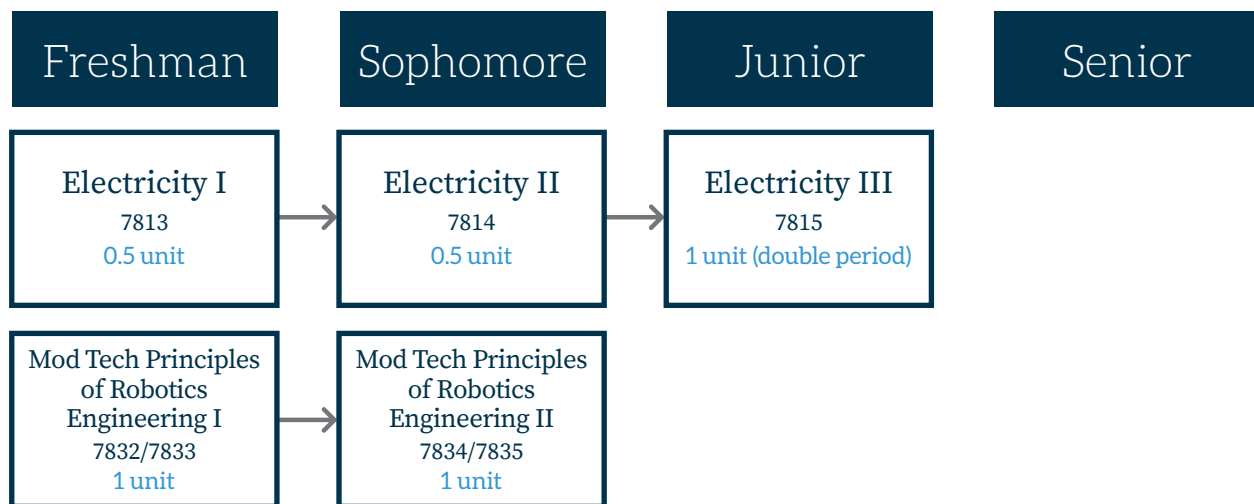 Freshman
Sophomore
Junior
Senior
Electricity I
7813
0.5 unit
Electricity II
7814
0.5 unit
Electricity III
7815
1 unit (double period)
Mod Tech Principles
of Robotics
Engineering I
7832/7833
1 unit
Mod Tech Principles
of Robotics
Engineering II
7834/7835
1 unit